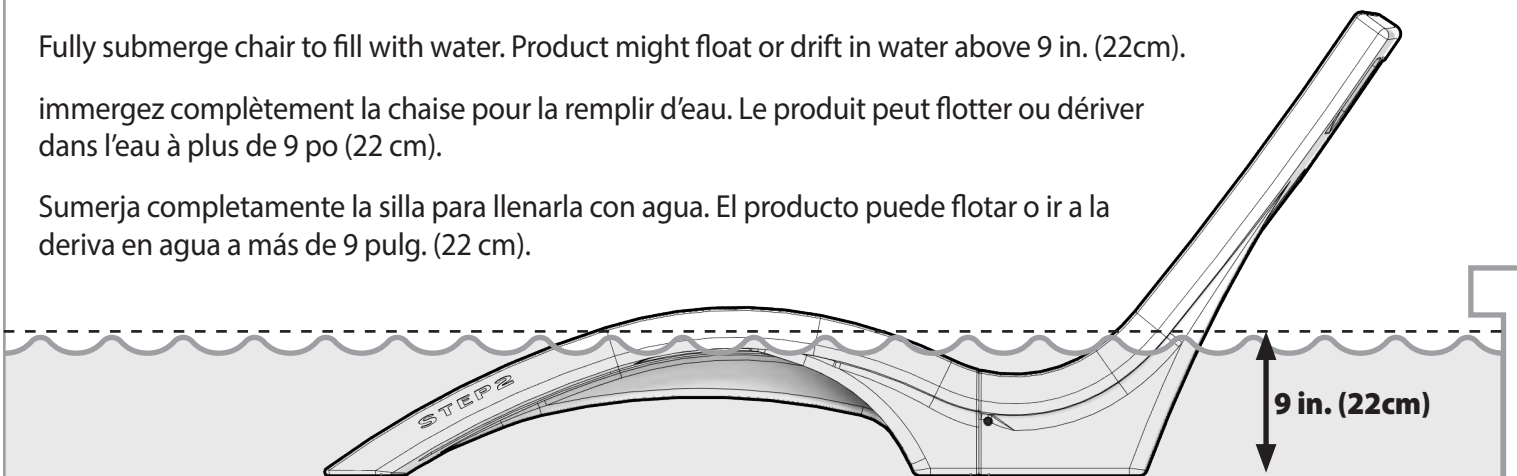 Fully submerge chair to fill with water. Product might float or drift in water above 9 in. (22cm).
immergez complètement la chaise pour la remplir d’eau. Le produit peut flotter ou dériver
dans l’eau à plus de 9 po (22 cm).
Sumerja completamente la silla para llenarla con agua. El producto puede flotar o ir a la
deriva en agua a más de 9 pulg. (22 cm).
STEP2
9 in. (22cm)